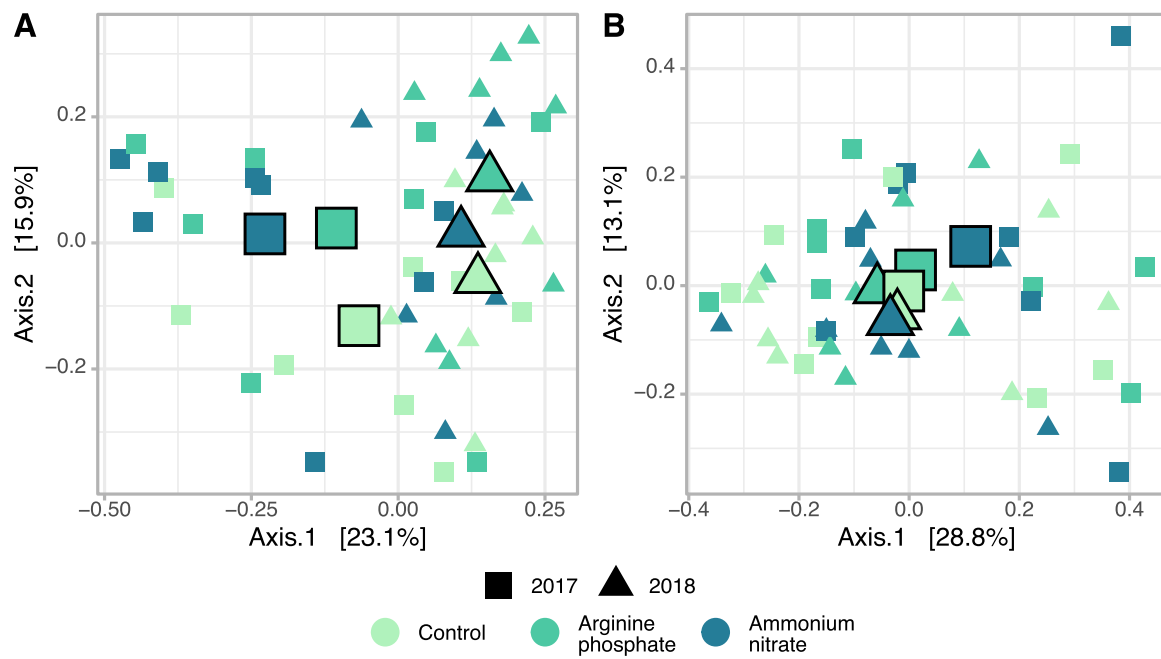 A
B
Axis.2 [15.9%]
0.2
0.0
−0.2
−0.50
−0.25
0.00
0.25
Axis.1 [23.1%]
Axis.2 [13.1%]
0.4
0.2
0.0
−0.2
−0.4
−0.2
0.0
0.2
0.4
Axis.1 [28.8%]
2017
2018
Control
Arginine
phosphate
Ammonium
nitrate